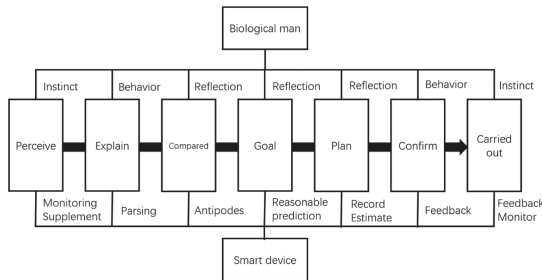 Biological man
Instinct
Behavior
Reflection
Reflection
Reflection
Behavior
Instinct
Perceive
Explain
Compared
Goal
Plan
Confirm
Carried
out
Monitoring
Supplement
Parsing
Antipodes
Reasonable
prediction
Record
Estimate
Feedback
Feedback
Monitor
Smart device